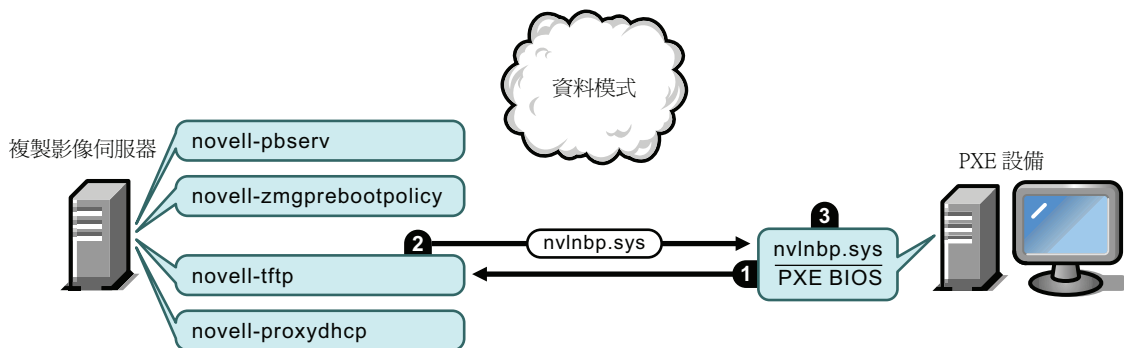 資料模式
複製影像伺服器
novell-pbserv
PXE 設備
novell-zmgprebootpolicy
3
2
nvlnbp.sys
nvlnbp.sys
novell-tftp
1
PXE BIOS
novell-proxydhcp